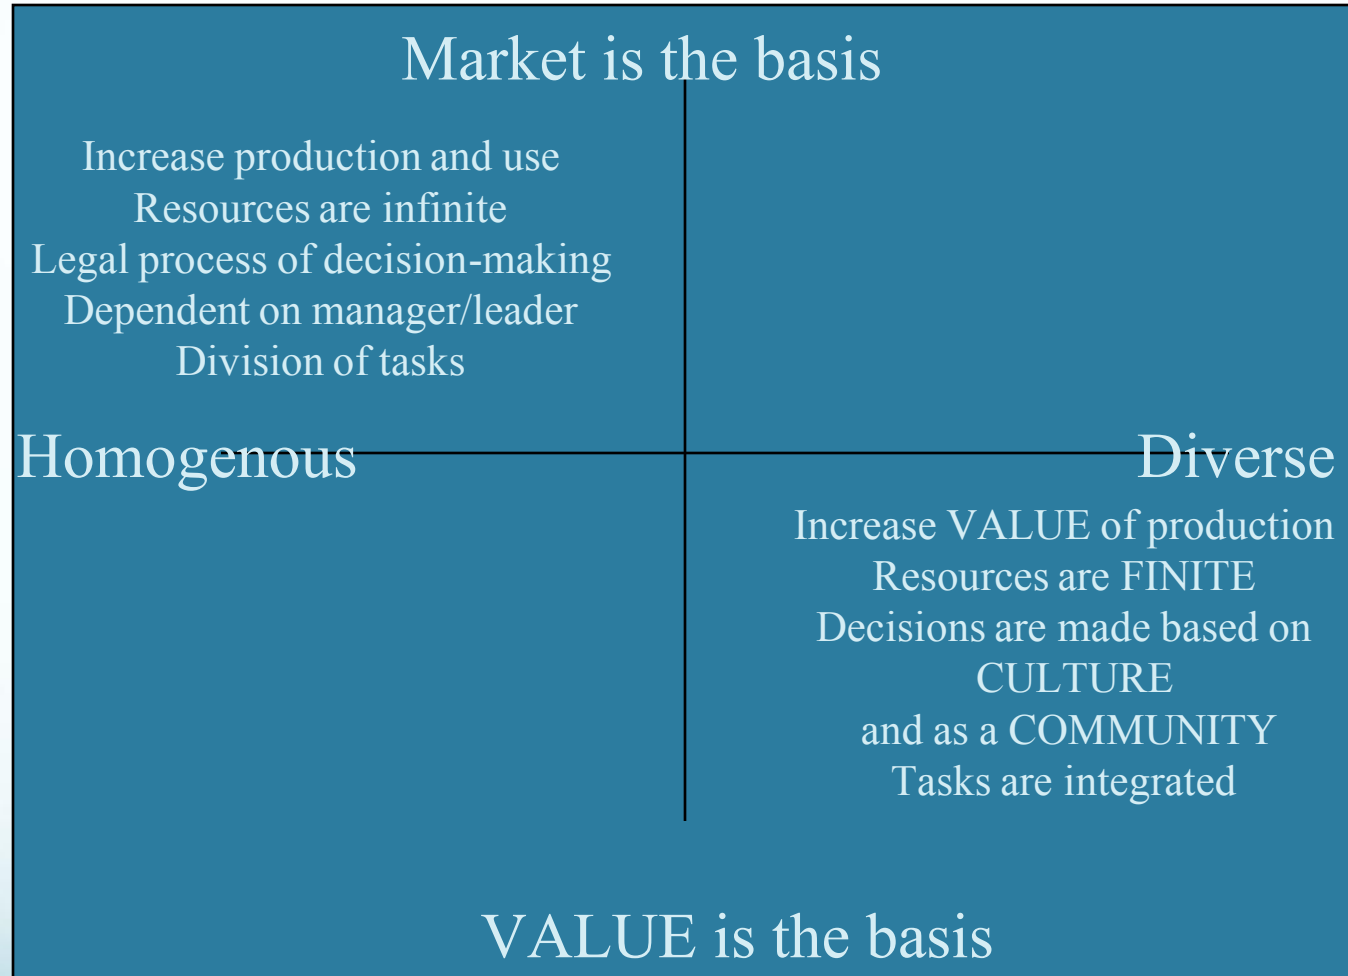 Market is the basis
Increase production and use
Resources are infinite
Legal process of decision-making
Dependent on manager/leader
Division of tasks
Homogenous
Diverse
Increase VALUE of production
Resources are FINITE
Decisions are made based on
CULTURE
and as a COMMUNITY
Tasks are integrated
VALUE is the basis